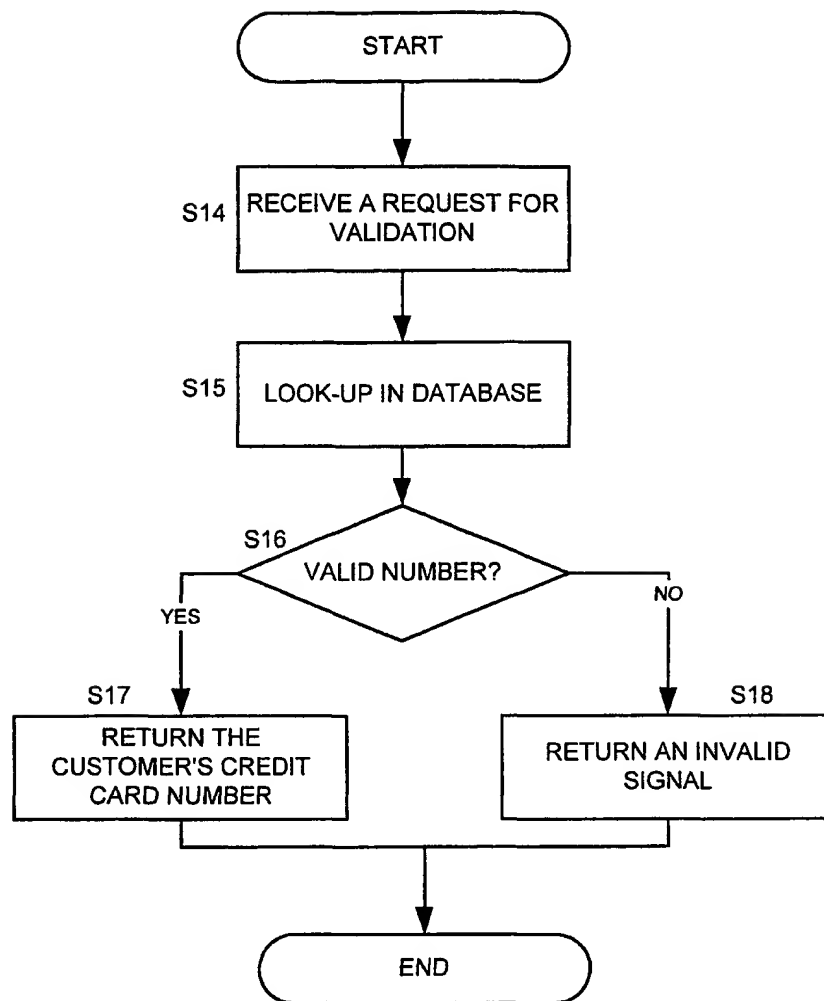 START
S14
RECEIVE A REQUEST FOR
VALIDATION
S15
LOOK-UP IN DATABASE
S16
VALID NUMBER?
YES
NO
S17
RETURN THE
CUSTOMER'S CREDIT
CARD NUMBER
S18
RETURN AN INVALID
SIGNAL
END